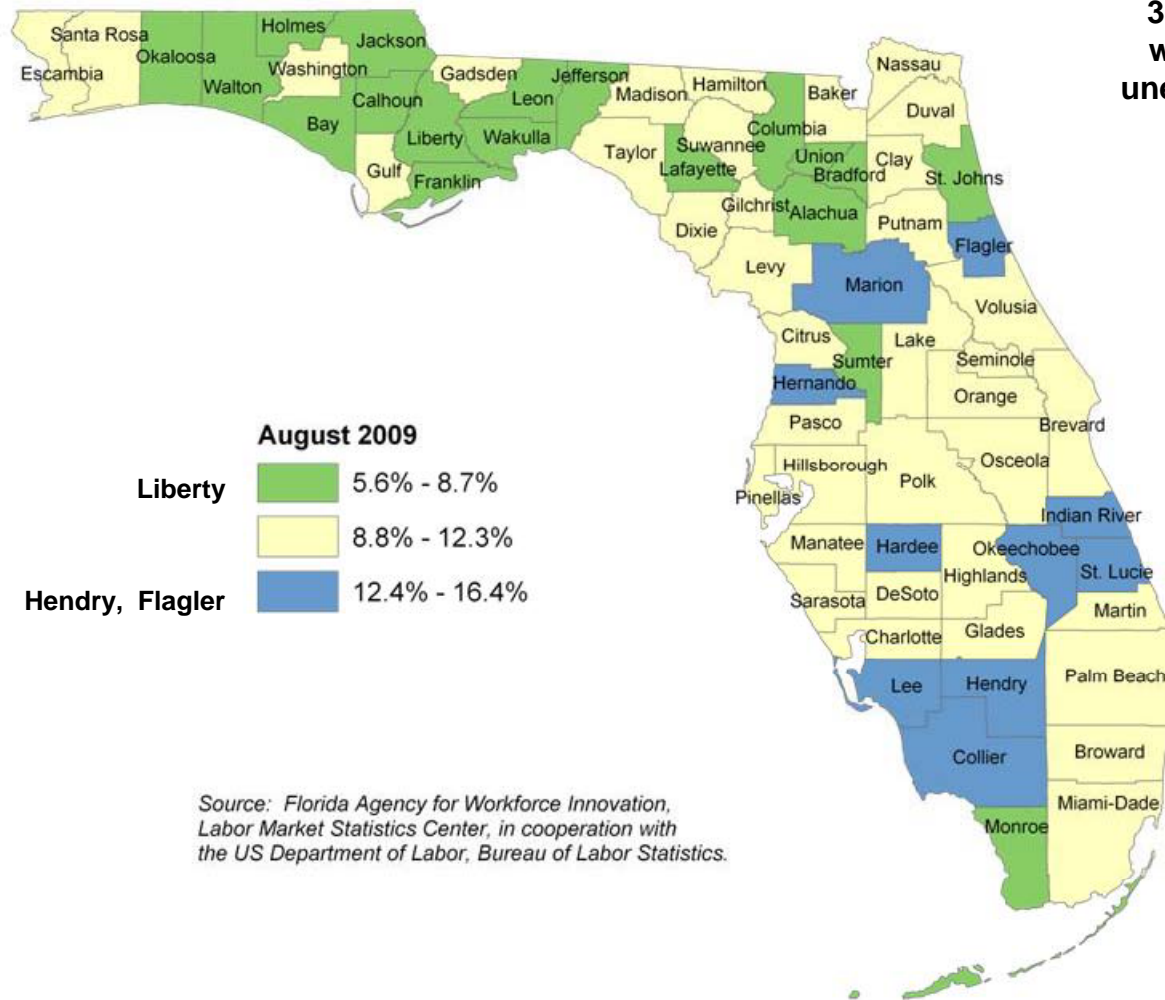 3
w
une
Santa Rosa
Escambia
Okaloosa
Holmes
Walton
Washington
Jackson
Bay
Calhoun
Gulf
Gadsden
Liberty
Franklin
Leon
Wakulla
Jefferson
Madison
Taylor
Hamilton
Suwannee
Lafayette
Columbia
Baker
Nassau
Duval
Union
Bradford
Clay
St. Johns
Dixie
Gilchrist
Alachua
Putnam
Flagler
Levy
Marion
Volusia
Citrus
Sumter
Lake
Seminole
Hernando
Orange
Pasco
Brevard
Hillsborough
Osceola
Polk
Pinellas
Indian River
Manatee
Hardee
Okeechobee
Highlands
St. Lucie
Sarasota
DeSoto
Martin
Charlotte
Glades
Lee
Hendry
Palm Beach
Collier
Broward
Miami-Dade
Monroe
August 2009
Liberty 5.6% - 8.7%
8.8% - 12.3%
Hendry, Flagler 12.4% - 16.4%
Source: Florida Agency for Workforce Innovation,
Labor Market Statistics Center, in cooperation with
the US Department of Labor, Bureau of Labor Statistics.